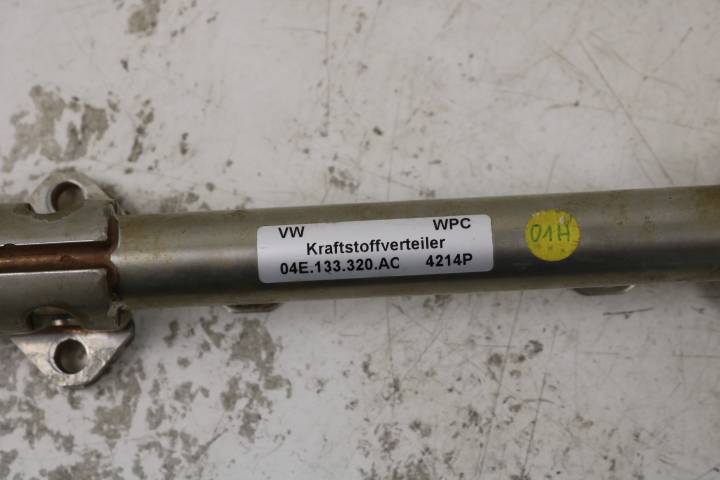 VW WPC
Kraftstoffverteiler
04E.133.320.AC 4214P
01H